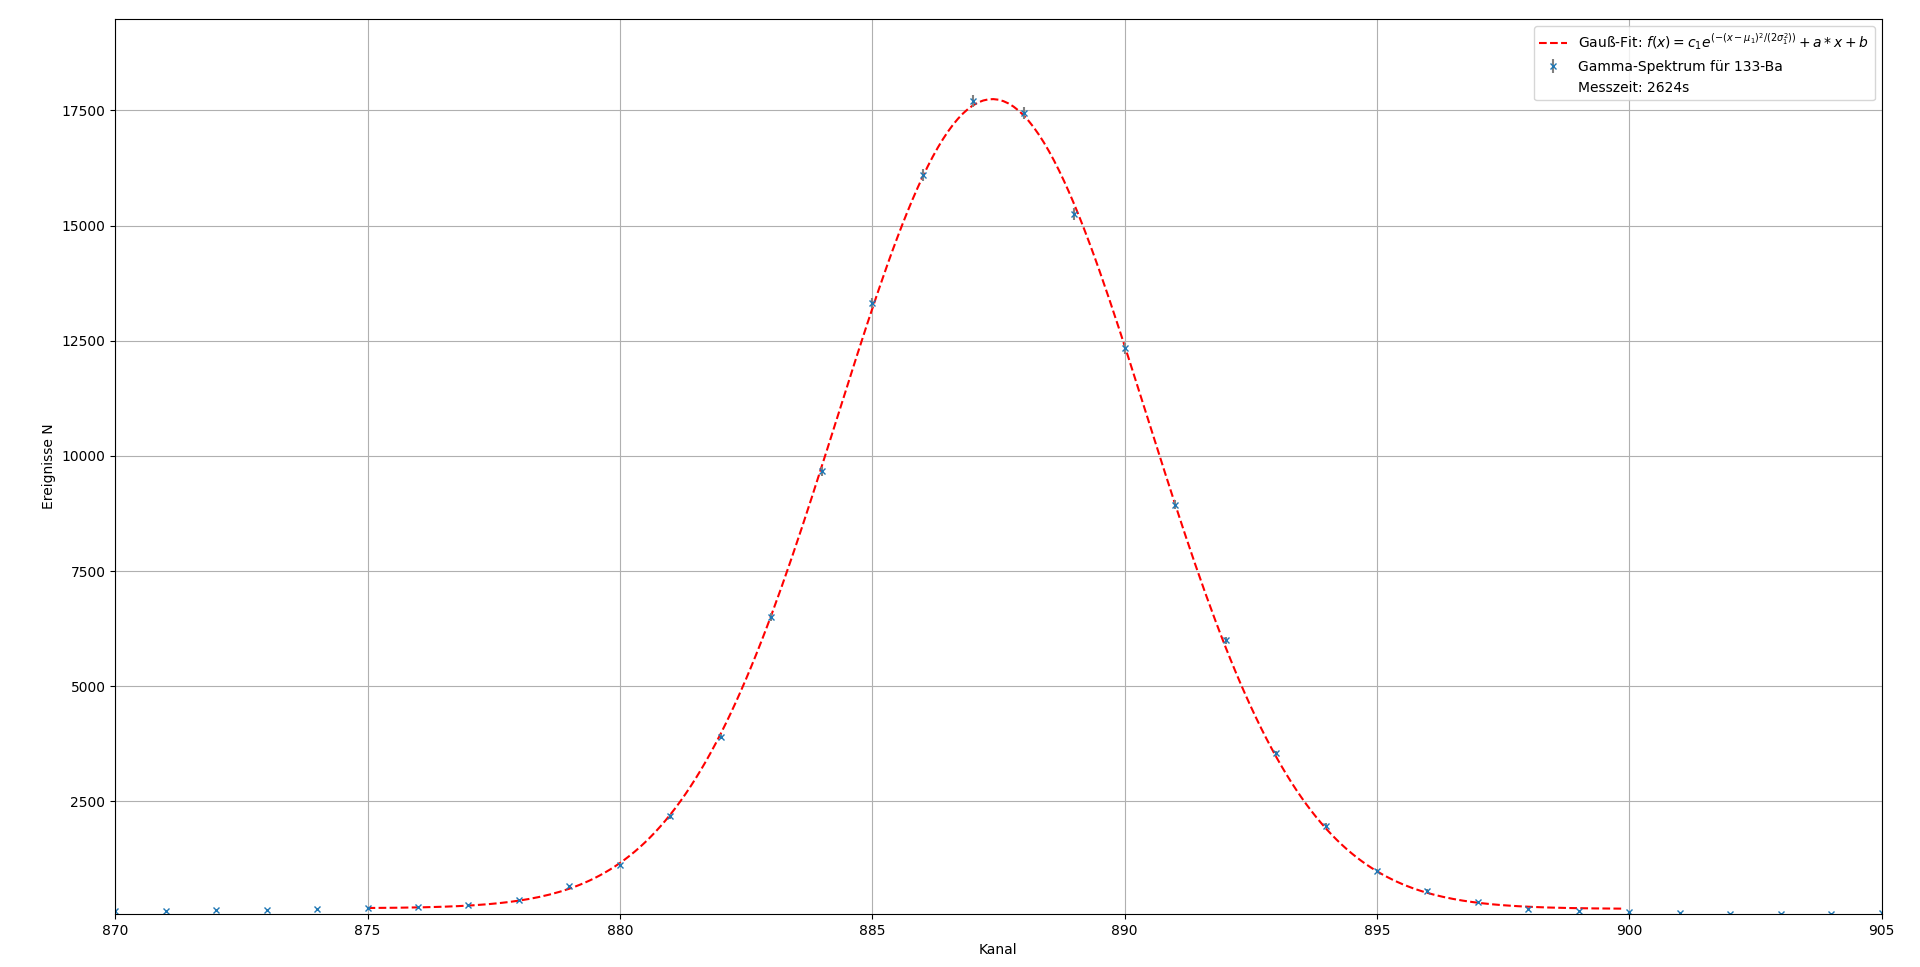 Gauß-Fit: f(x) = c₁e^(-(x-μ₁)²/(2σ₁²)) + a * x + b
Gamma-Spektrum für 133-Ba
Messzeit: 2624s
17500
15000
12500
10000
7500
5000
2500
Ereignisse N
870 875 880 885 890 895 900 905
Kanal